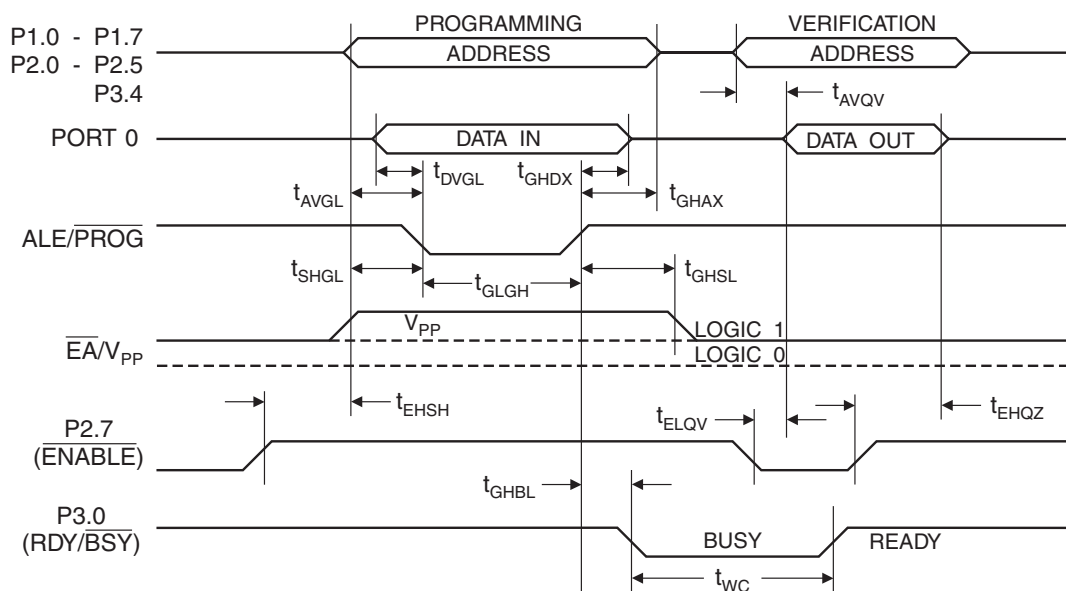 PROGRAMMING VERIFICATION
P1.0 - P1.7
P2.0 - P2.5
P3.4
ADDRESS ADDRESS
tAVQV
PORT 0 DATA IN DATA OUT
tDVGL tGHDX
tAVGL tGHAX
ALE/PROG
tSHGL tGLGH tGHSL
EA/VPP VPP LOGIC 1
LOGIC 0
tEHSH tELQV tEHQZ
P2.7
(ENABLE)
tGHBL
P3.0
(RDY/BSY) BUSY READY
tWC